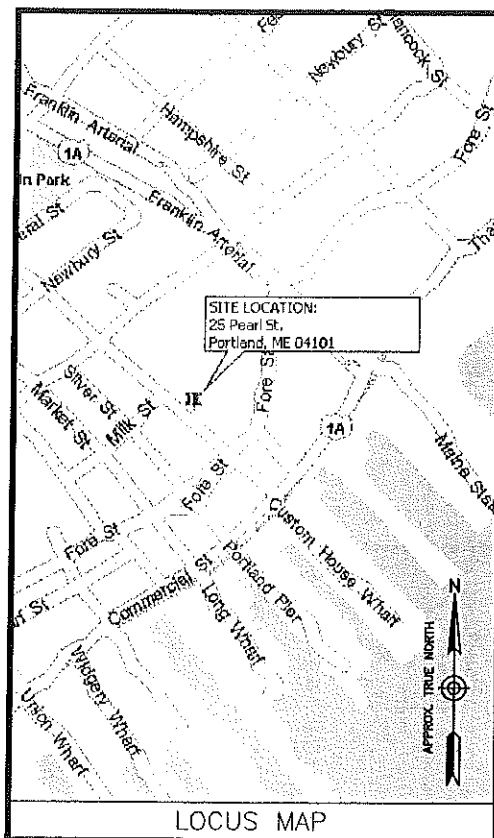 Newbury St
Hancock St
Fore St
Franklin Arterial
Hampshire St
1A
Franklin Arterial
Newbury St
SITE LOCATION:
25 Pearl St,
Portland, ME 04101
Silver St
Market St
Milk St
Fore St
1A
Fore St
Fore St
Maine Stat
Custom House Wharf
Commercial St
Portland Pier
Long Wharf
Widgery Wharf
Union Wharf
N
APPROX. TRUE NORTH
LOCUS MAP